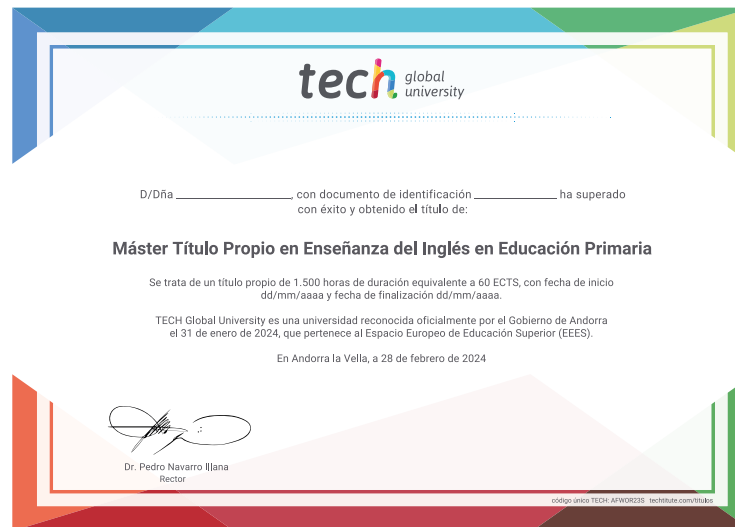 tech global
university
D/Dña ____________________, con documento de identificación ______________ ha superado
con éxito y obtenido el título de:
Máster Título Propio en Enseñanza del Inglés en Educación Primaria
Se trata de un título propio de 1.500 horas de duración equivalente a 60 ECTS, con fecha de inicio
dd/mm/aaaa y fecha de finalización dd/mm/aaaa.
TECH Global University es una universidad reconocida oficialmente por el Gobierno de Andorra
el 31 de enero de 2024, que pertenece al Espacio Europeo de Educación Superior (EEES).
En Andorra la Vella, a 28 de febrero de 2024
Dr. Pedro Navarro Illana
Rector
código único TECH: AFWOR23S techtitute.com/titulos